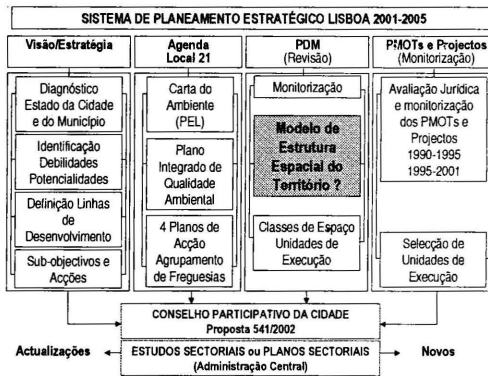 SISTEMA DE PLANEAMENTO ESTRATÉGICO LISBOA 2001-2005
Visão/Estratégia
Diagnóstico
Estado da Cidade
e do Município
Identificação
Debilidades
Potencialidades
Definição Linhas
de
Desenvolvimento
Sub-objectivos e
Acções
Agenda
Local 21
Carta do
Ambiente
(PEL)
Plano
Integrado de
Qualidade
Ambiental
4 Planos de
Acção
Agrupamento
de Freguesias
PDM
(Revisão)
Monitorização
Modelo de
Estrutura
Espacial do
Território ?
Classes de Espaço
Unidades de
Execução
PMOTs e Projectos
(Monitorização)
Avaliação Jurídica
e monitorização
dos PMOTs e
Projectos
1990-1995
1995-2001
Selecção de
Unidades de
Execução
CONSELHO PARTICIPATIVO DA CIDADE
Proposta 541/2002
Actualizações
ESTUDOS SECTORIAIS ou PLANOS SECTORIAIS
(Administração Central)
Novos